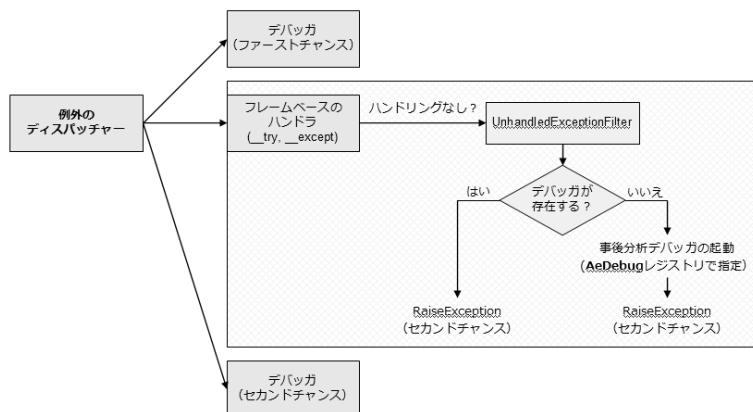 デバッガ
(ファーストチャンス)
例外の
ディスパッチャー
フレームベースの
ハンドラ
(__try, __except)
ハンドリングなし？
UnhandledExceptionFilter
デバッガが
存在する？
はい
いいえ
事後分析デバッガの起動
(AeDebugレジストリで指定)
RaiseException
(セカンドチャンス)
RaiseException
(セカンドチャンス)
デバッガ
(セカンドチャンス)